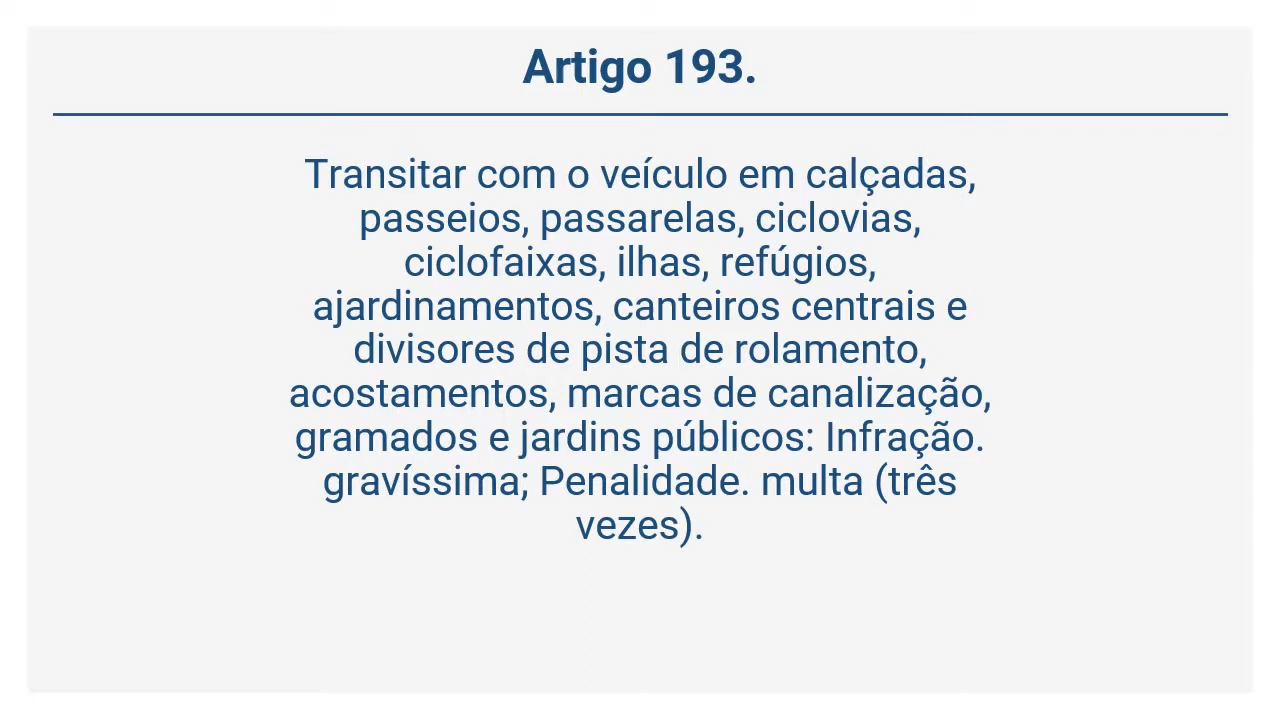 Artigo 193.
Transitar com o veículo em calçadas,
passeios, passarelas, ciclovias,
ciclofaixas, ilhas, refúgios,
ajardinamentos, canteiros centrais e
divisores de pista de rolamento,
acostamentos, marcas de canalização,
gramados e jardins públicos: Infração.
gravíssima; Penalidade. multa (três
vezes).